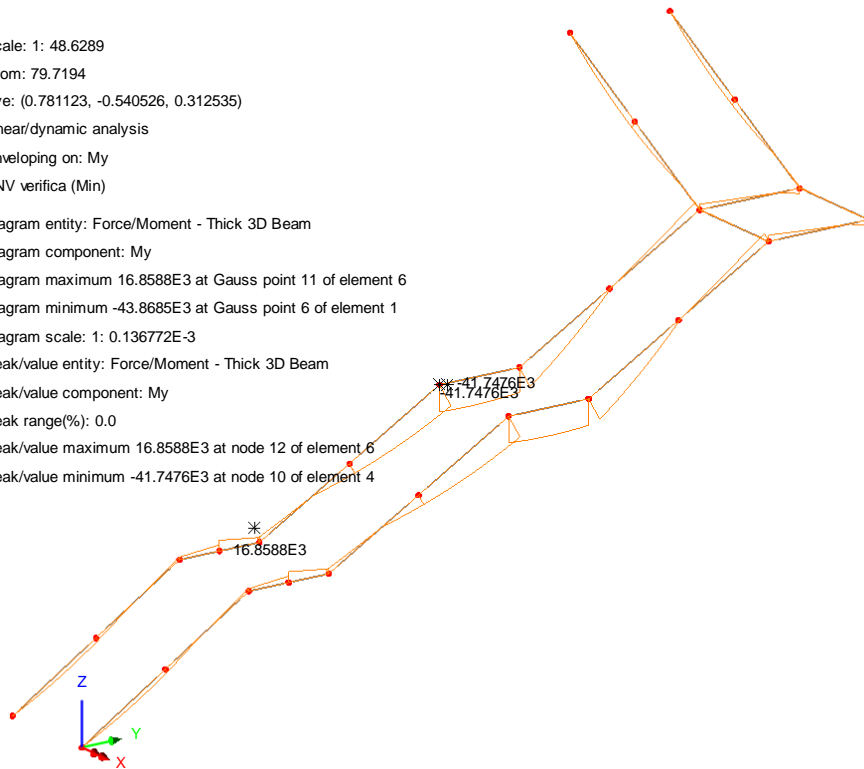 cale: 1: 48.6289
om: 79.7194
e: (0.781123, -0.540526, 0.312535)
near/dynamic analysis
veloping on: My
NV verifica (Min)
agram entity: Force/Moment - Thick 3D Beam
agram component: My
agram maximum 16.8588E3 at Gauss point 11 of element 6
agram minimum -43.8685E3 at Gauss point 6 of element 1
agram scale: 1: 0.136772E-3
eak/value entity: Force/Moment - Thick 3D Beam
eak/value component: My
eak range(%): 0.0
eak/value maximum 16.8588E3 at node 12 of element 6
eak/value minimum -41.7476E3 at node 10 of element 4
-41.7476E3
-41.7476E3
16.8588E3
Z
Y
X